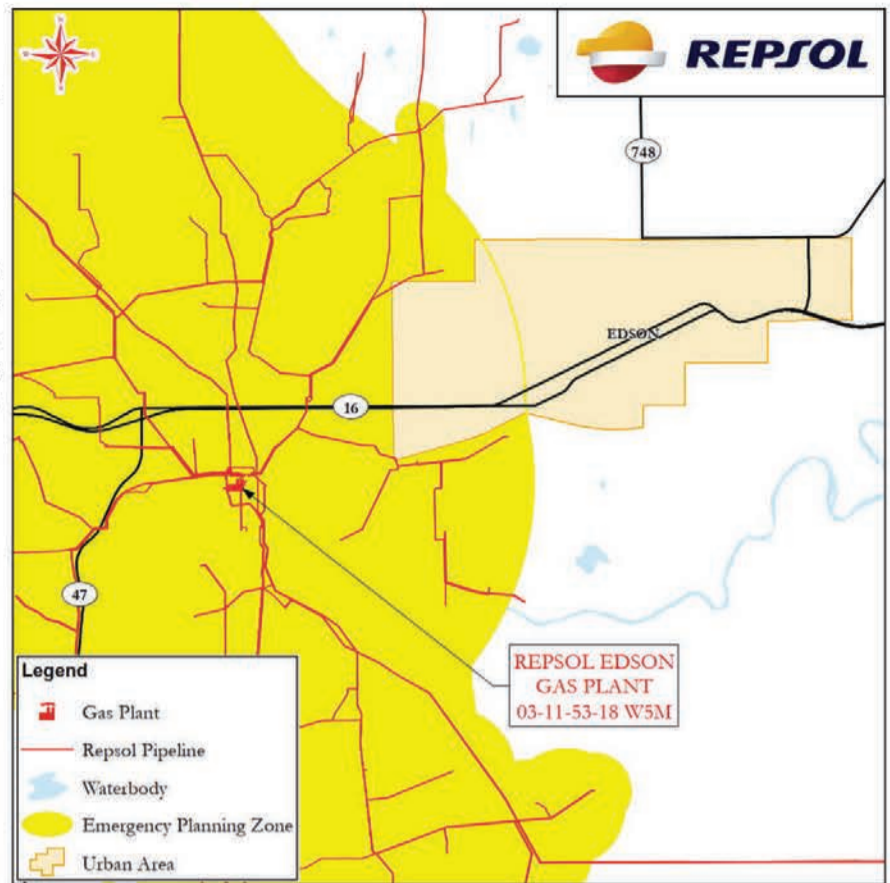 REPSOL
748
EDSON
16
47
REPSOL EDSON
GAS PLANT
03-11-53-18 W5M
Legend
Gas Plant
Repsol Pipeline
Waterbody
Emergency Planning Zone
Urban Area